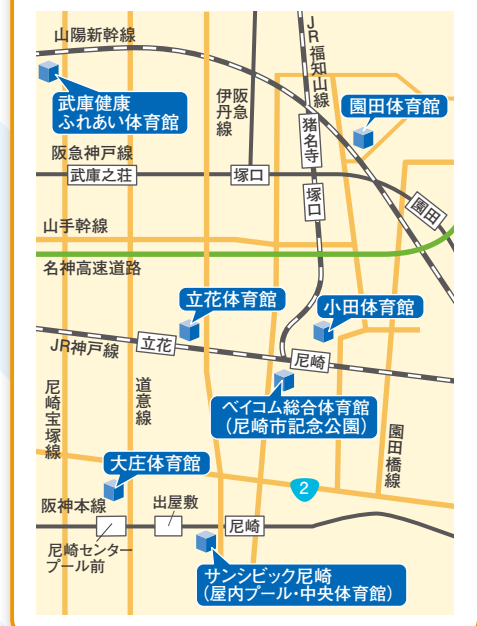 山陽新幹線
JR福知山線
武庫健康
ふれあい体育館
阪急
伊丹線
園田体育館
猪名寺
阪急神戸線
武庫之荘
塚口
塚口
園田
山手幹線
名神高速道路
立花体育館
小田体育館
JR神戸線
立花
尼崎
尼崎宝塚線
道意線
ベイコム総合体育館
(尼崎市記念公園)
園田橋線
大庄体育館
2
阪神本線
出屋敷
尼崎
尼崎センター
プール前
サンシビック尼崎
(屋内プール・中央体育館)